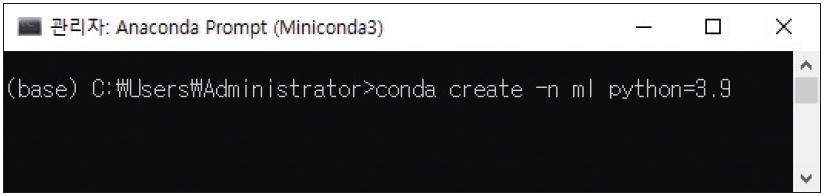 관리자: Anaconda Prompt (Miniconda3)
(base) C:₩Users₩Administrator>conda create -n ml python=3.9